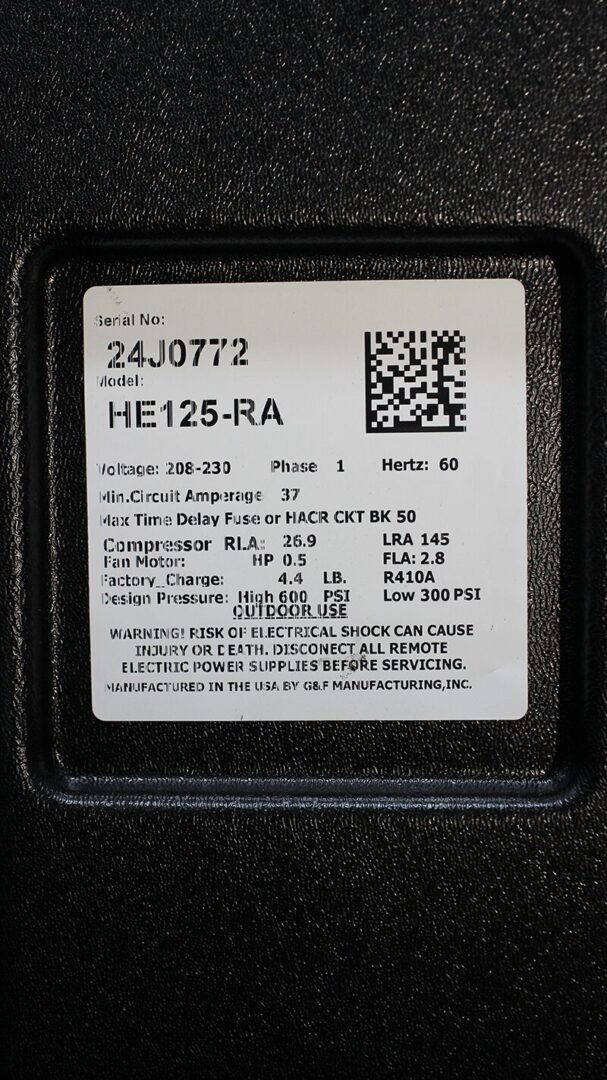 Serial No:
24J0772
Model:
HE125-RA
Voltage: 208-230 Phase 1 Hertz: 60
Min.Circuit Amperage 37
Max Time Delay Fuse or HACR CKT BK 50
Compressor RLA: 26.9 LRA 145
Fan Motor: HP 0.5 FLA: 2.8
Factory_Charge: 4.4 LB. R410A
Design Pressure: High 600 PSI Low 300 PSI
OUTDOOR USE
WARNING! RISK OF ELECTRICAL SHOCK CAN CAUSE
INJURY OR DEATH. DISCONECT ALL REMOTE
ELECTRIC POWER SUPPLIES BEFORE SERVICING.
MANUFACTURED IN THE USA BY G&F MANUFACTURING,INC.